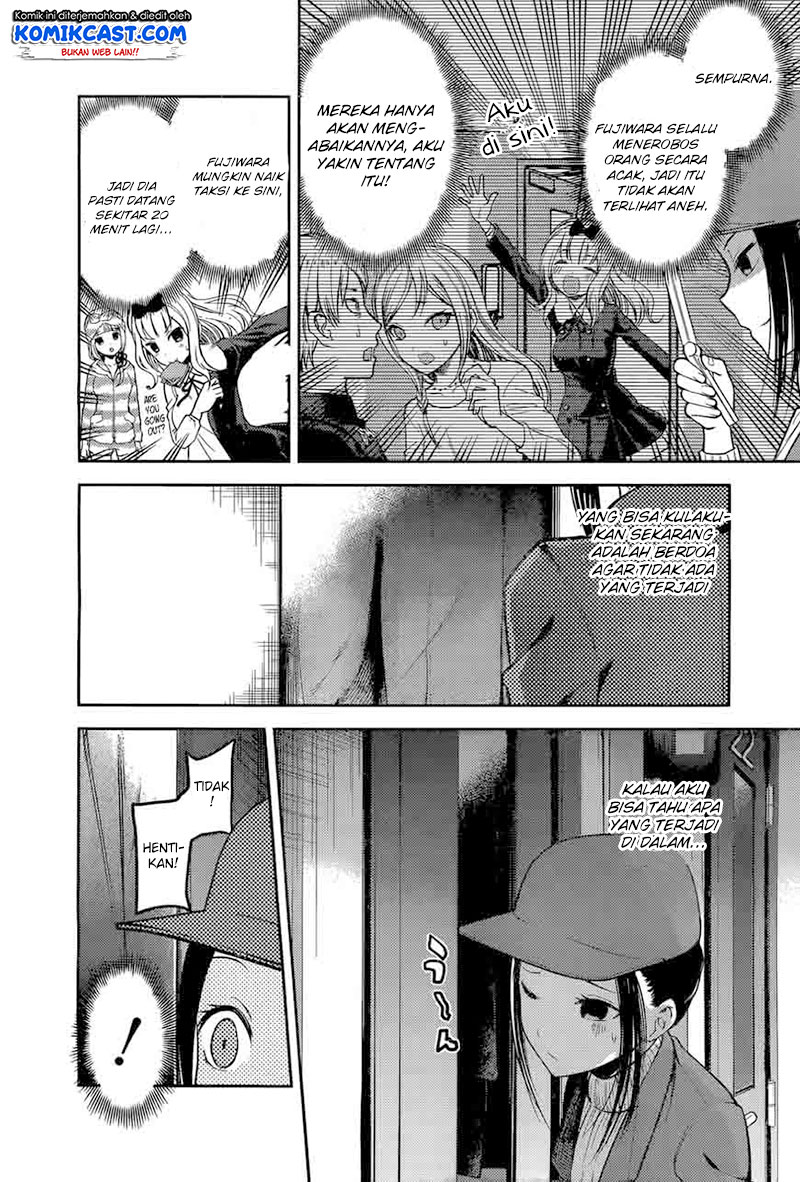 Komik ini diterjemahkan & diedit oleh
KOMIKCAST.COM
BUKAN WEB LAIN!!
SEMPURNA.
FUJIWARA SELALU
MENEROBOS
ORANG SECARA
ACAK, JADI ITU
TIDAK AKAN
TERLIHAT ANEH.
Aku
di sini!
MEREKA HANYA
AKAN MENG-
ABAIKANNYA, AKU
YAKIN TENTANG
ITU!
FUJIWARA
MUNGKIN NAIK
TAKSI KE SINI,
JADI DIA
PASTI DATANG
SEKITAR 20
MENIT LAGI...
ARE
YOU
GOING
OUT?
YANG BISA KULAKU-
KAN SEKARANG
ADALAH BERDOA
AGAR TIDAK ADA
YANG TERJADI
KALAU AKU
BISA TAHU APA
YANG TERJADI
DI DALAM...
う〜ん
TIDAK
!
HENTI-
KAN!
!